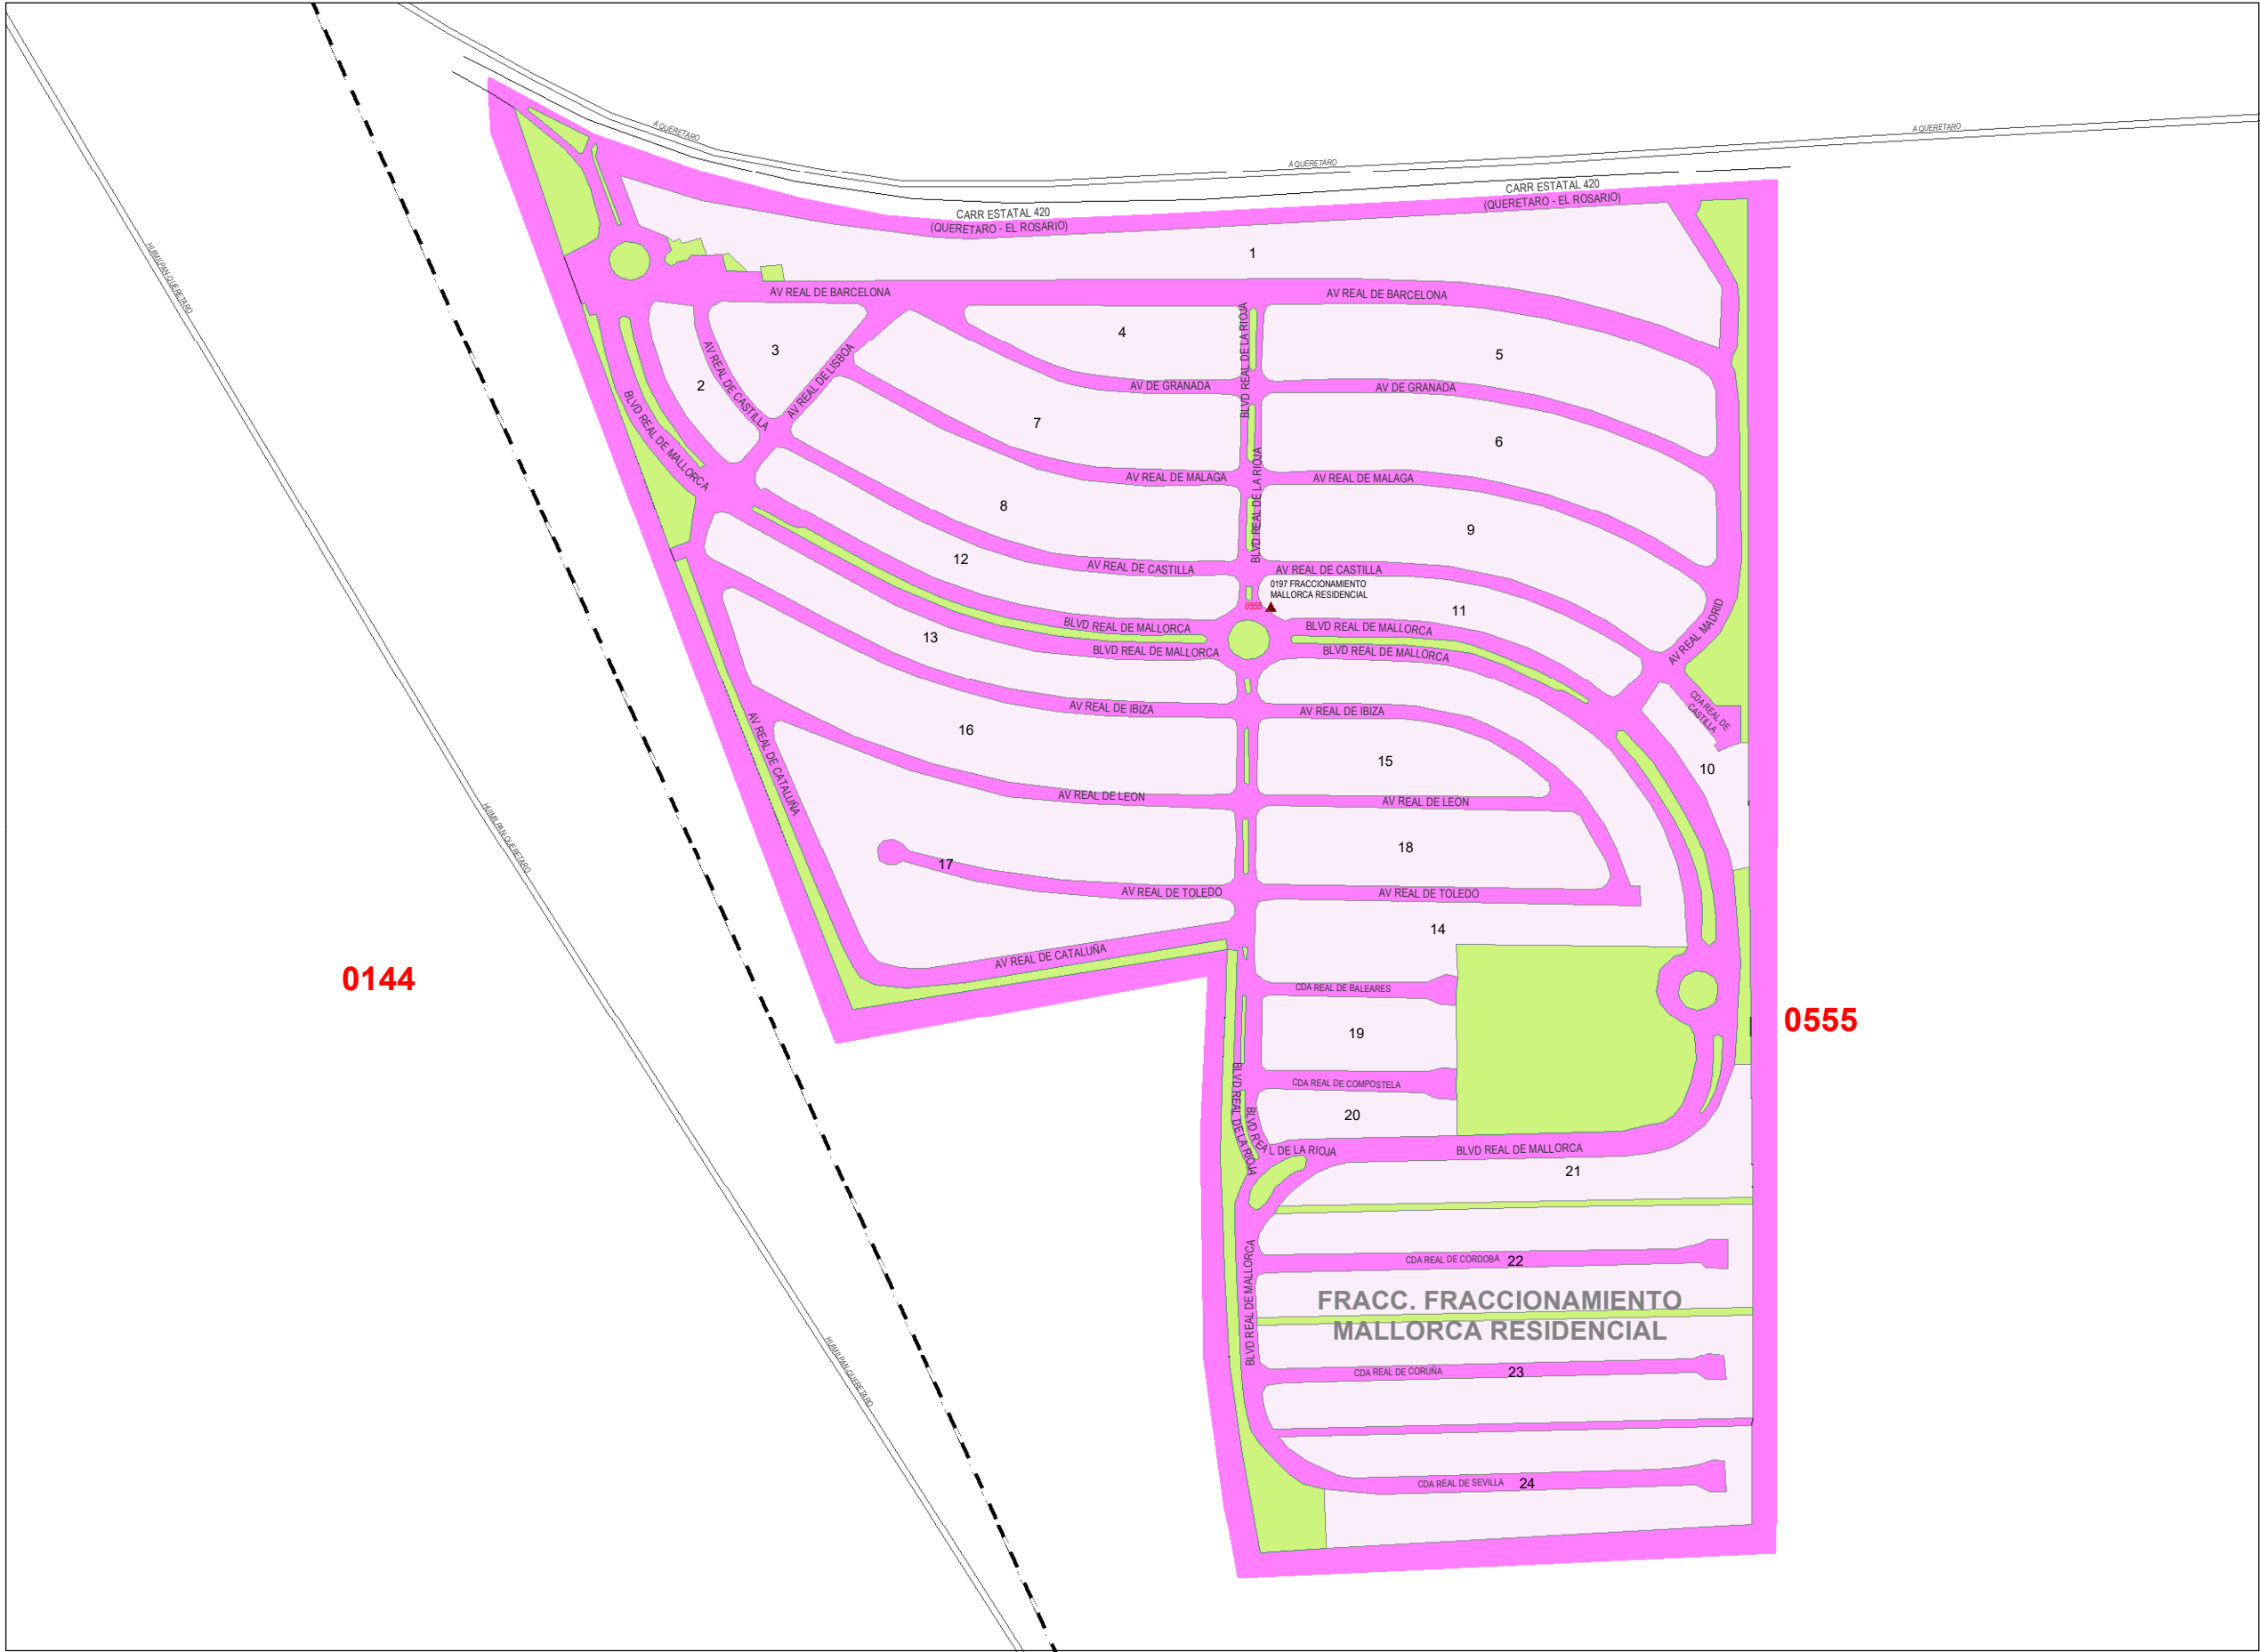 A QUERETARO
A QUERETARO
A QUERETARO
CARR ESTATAL 420
(QUERETARO - EL ROSARIO)
CARR ESTATAL 420
(QUERETARO - EL ROSARIO)
HUIMILPAN-QUERETARO
1
AV REAL DE BARCELONA
AV REAL DE BARCELONA
2
3
4
5
AV REAL DE CASTILLA
AV REAL DE LISBOA
BLVD REAL DE LA RIOJA
AV DE GRANADA
AV DE GRANADA
BLVD REAL DE MALLORCA
7
6
AV REAL DE MALAGA
AV REAL DE MALAGA
BLVD REAL DE LA RIOJA
8
9
12
AV REAL DE CASTILLA
AV REAL DE CASTILLA
0197 FRACCIONAMIENTO
MALLORCA RESIDENCIAL
0555
11
BLVD REAL DE MALLORCA
BLVD REAL DE MALLORCA
13
BLVD REAL DE MALLORCA
BLVD REAL DE MALLORCA
AV REAL MADRID
CDA REAL DE
CASTILLA
AV REAL DE IBIZA
AV REAL DE IBIZA
16
15
10
AV REAL DE CATALUÑA
AV REAL DE LEON
AV REAL DE LEON
HUIMILPAN-QUERETARO
18
17
AV REAL DE TOLEDO
AV REAL DE TOLEDO
14
AV REAL DE CATALUÑA
0144
CDA REAL DE BALEARES
0555
19
CDA REAL DE COMPOSTELA
20
BLVD REAL DE LA RIOJA
BLVD REAL DE LA RIOJA
BLVD REAL DE MALLORCA
21
BLVD REAL DE MALLORCA
CDA REAL DE CORDOBA
22
FRACC. FRACCIONAMIENTO
MALLORCA RESIDENCIAL
HUIMILPAN-QUERETARO
CDA REAL DE CORUÑA
23
CDA REAL DE SEVILLA
24